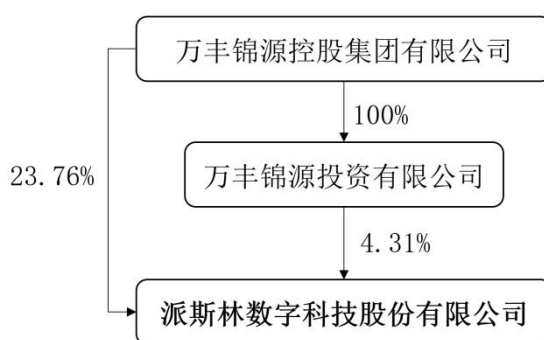 万丰锦源控股集团有限公司
100%
23.76%
万丰锦源投资有限公司
4.31%
派斯林数字科技股份有限公司